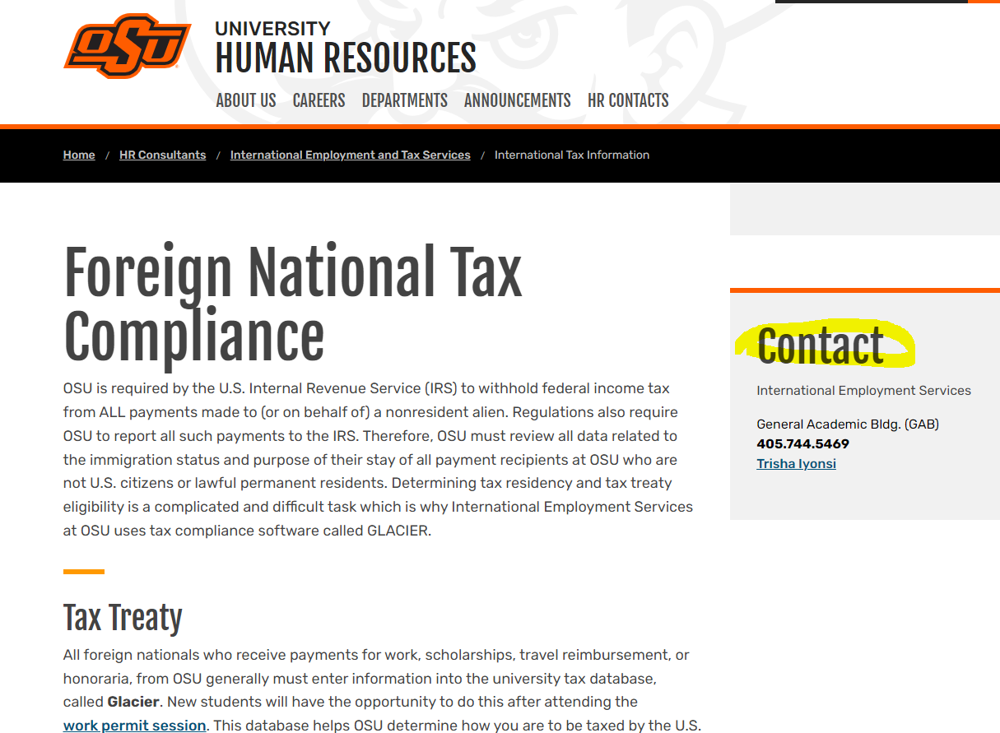 OSU
UNIVERSITY
HUMAN RESOURCES
ABOUT US CAREERS DEPARTMENTS ANNOUNCEMENTS HR CONTACTS
Home / HR Consultants / International Employment and Tax Services / International Tax Information
Foreign National Tax
Compliance
OSU is required by the U.S. Internal Revenue Service (IRS) to withhold federal income tax
from ALL payments made to (or on behalf of) a nonresident alien. Regulations also require
OSU to report all such payments to the IRS. Therefore, OSU must review all data related to
the immigration status and purpose of their stay of all payment recipients at OSU who are
not U.S. citizens or lawful permanent residents. Determining tax residency and tax treaty
eligibility is a complicated and difficult task which is why International Employment Services
at OSU uses tax compliance software called GLACIER.
Tax Treaty
All foreign nationals who receive payments for work, scholarships, travel reimbursement, or
honoraria, from OSU generally must enter information into the university tax database,
called Glacier. New students will have the opportunity to do this after attending the
work permit session. This database helps OSU determine how you are to be taxed by the U.S.
Contact
International Employment Services
General Academic Bldg. (GAB)
405.744.5469
Trisha Iyonsi